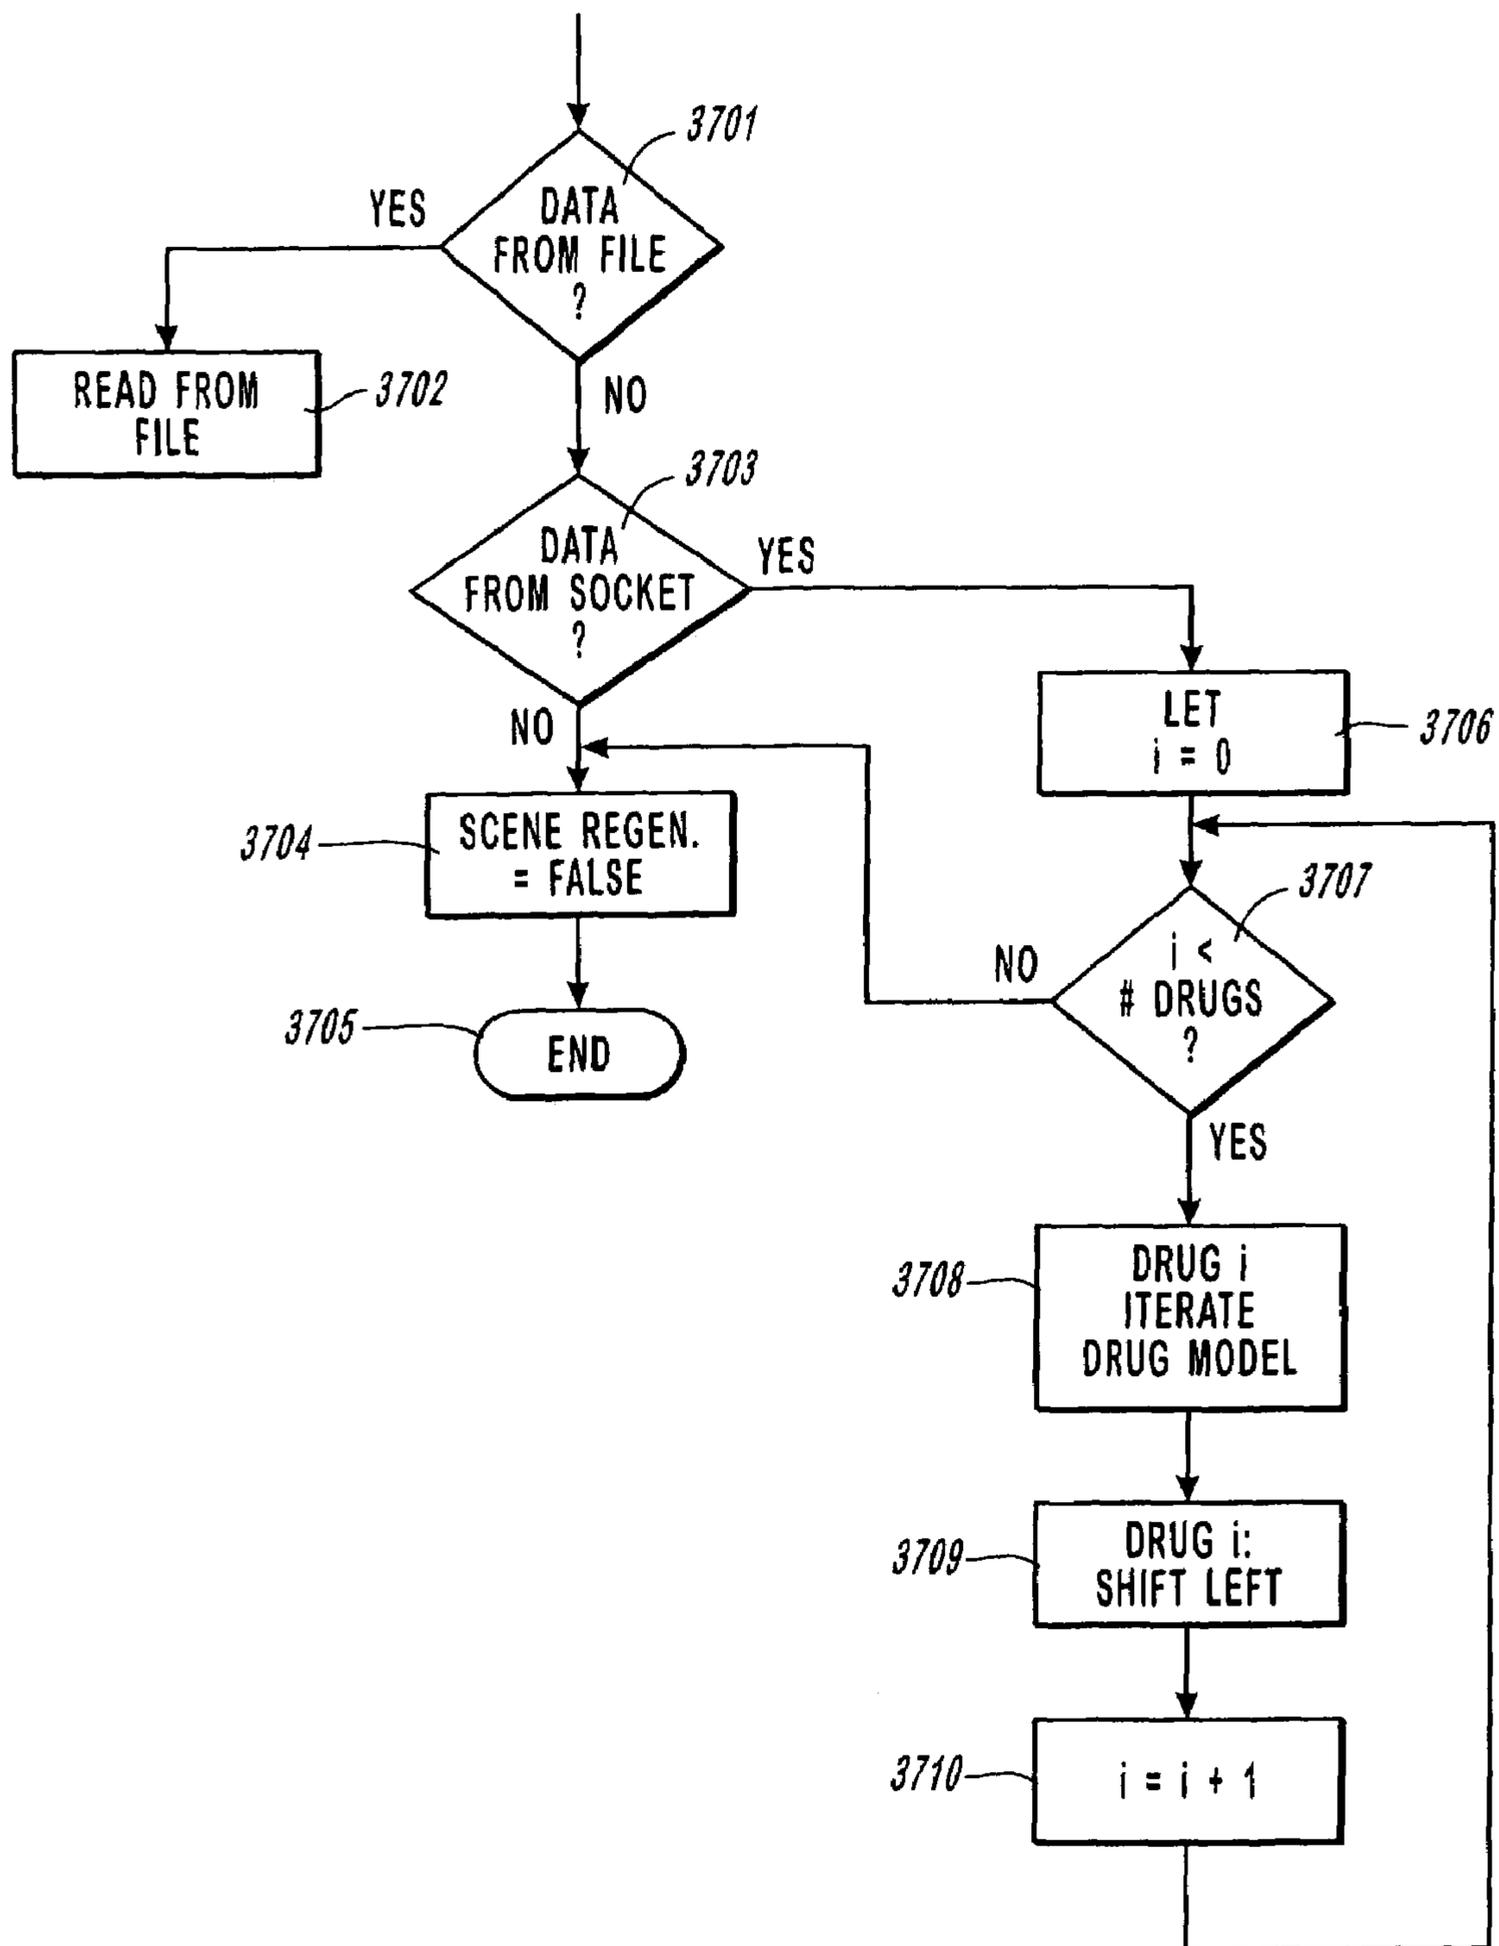 3701
YES
DATA
FROM FILE
?
READ FROM
FILE
3702
NO
3703
DATA
FROM SOCKET
?
YES
NO
LET
i = 0
3706
3704
SCENE REGEN.
= FALSE
3707
NO
i <
# DRUGS
?
3705
END
YES
3708
DRUG i
ITERATE
DRUG MODEL
3709
DRUG i:
SHIFT LEFT
3710
i = i + 1